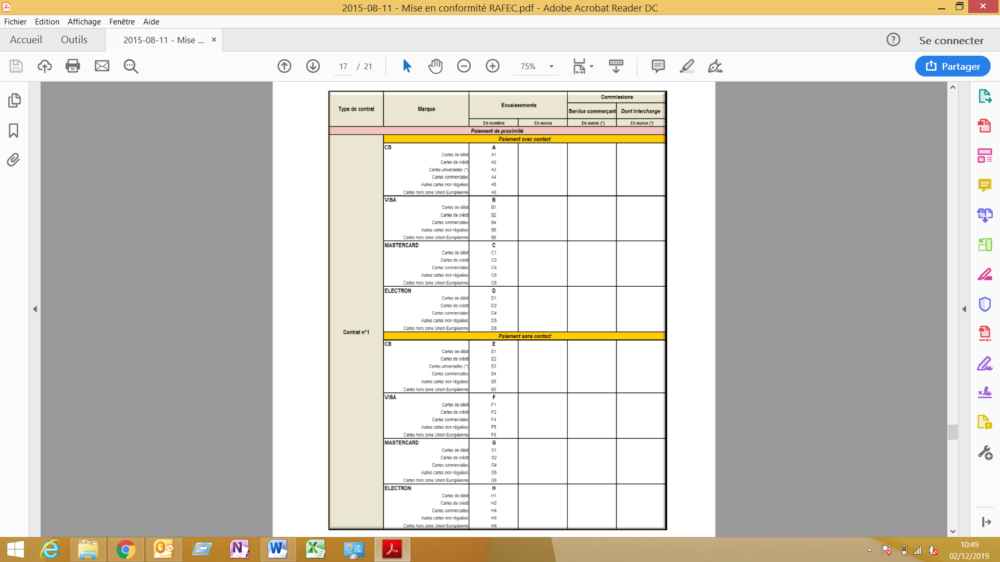 2015-08-11 - Mise en conformité RAFEC.pdf - Adobe Acrobat Reader DC
Fichier Edition Affichage Fenêtre Aide
Accueil Outils 2015-08-11 - Mise ... × ? Se connecter
17 / 21 75% Partager
Type de contrat Marque Encaissements Commissions
Service commerçant Dont Interchange
En nombre En euros En euros (*) En euros (*)
Paiement de proximité
Contrat n°1
Paiement avec contact
CB A
Cartes de débit A1
Cartes de crédit A2
Cartes universelles (*) A3
Cartes commerciales A4
Autres cartes non régulées A5
Cartes hors zone Union Européenne A6
VISA B
Cartes de débit B1
Cartes de crédit B2
Cartes commerciales B4
Autres cartes non régulées B5
Cartes hors zone Union Européenne B6
MASTERCARD C
Cartes de débit C1
Cartes de crédit C2
Cartes commerciales C4
Autres cartes non régulées C5
Cartes hors zone Union Européenne C6
ELECTRON D
Cartes de débit D1
Cartes de crédit D2
Cartes commerciales D4
Autres cartes non régulées D5
Cartes hors zone Union Européenne D6
Paiement sans contact
CB E
Cartes de débit E1
Cartes de crédit E2
Cartes universelles (*) E3
Cartes commerciales E4
Autres cartes non régulées E5
Cartes hors zone Union Européenne E6
VISA F
Cartes de débit F1
Cartes de crédit F2
Cartes commerciales F4
Autres cartes non régulées F5
Cartes hors zone Union Européenne F6
MASTERCARD G
Cartes de débit G1
Cartes de crédit G2
Cartes commerciales G4
Autres cartes non régulées G5
Cartes hors zone Union Européenne G6
ELECTRON H
Cartes de débit H1
Cartes de crédit H2
Cartes commerciales H4
Autres cartes non régulées H5
Cartes hors zone Union Européenne H6
10:49
02/12/2019